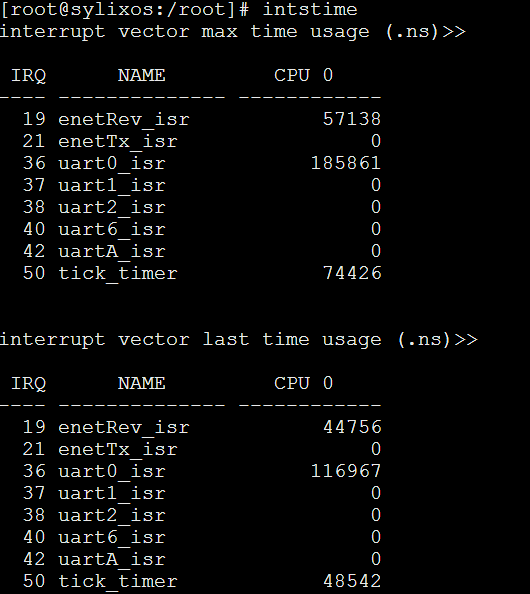 [root@sylixos:/root]# intstime
interrupt vector max time usage (.ns)>>
IRQ NAME CPU 0
---- -------------- ------------
19 enetRev_isr 57138
21 enetTx_isr 0
36 uart0_isr 185861
37 uart1_isr 0
38 uart2_isr 0
40 uart6_isr 0
42 uartA_isr 0
50 tick_timer 74426
interrupt vector last time usage (.ns)>>
IRQ NAME CPU 0
---- -------------- ------------
19 enetRev_isr 44756
21 enetTx_isr 0
36 uart0_isr 116967
37 uart1_isr 0
38 uart2_isr 0
40 uart6_isr 0
42 uartA_isr 0
50 tick_timer 48542